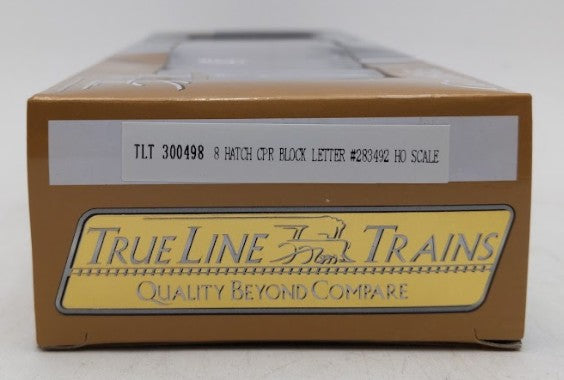 TLT 300498 8 HATCH CPR BLOCK LETTER #283492 HO SCALE
TRUE LINE TRAINS
QUALITY BEYOND COMPARE